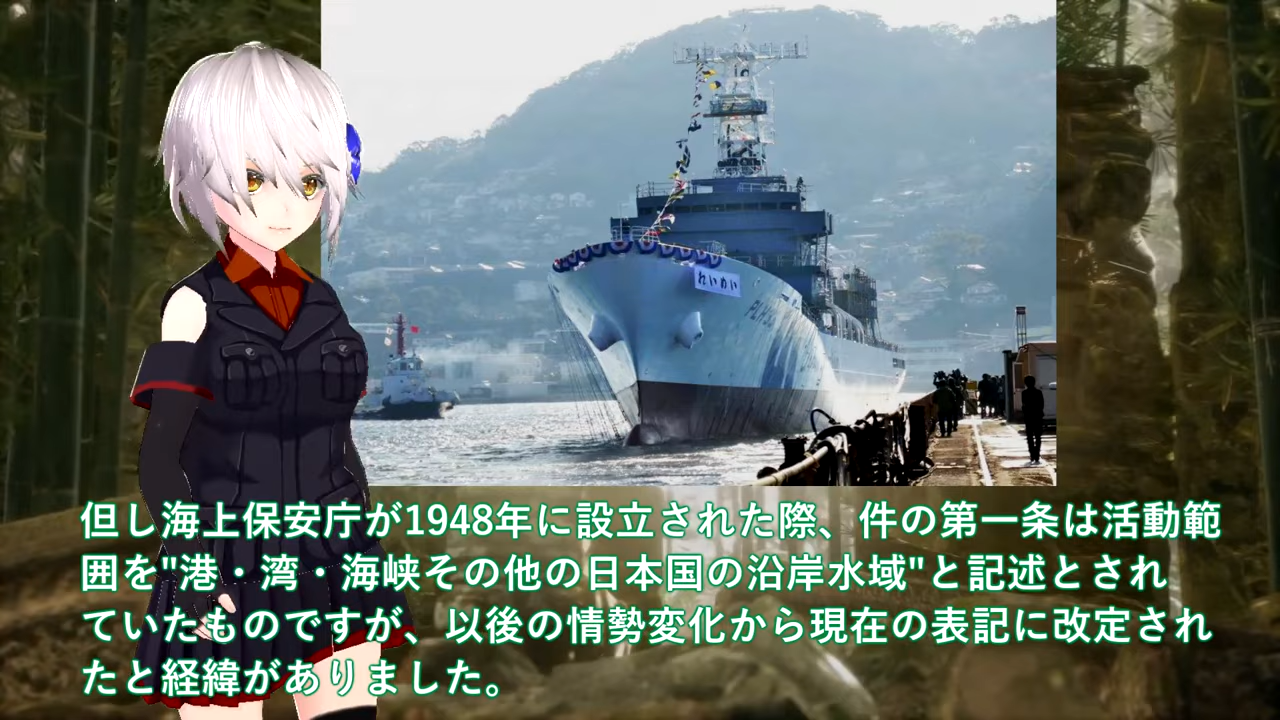 れいめい
PLH33
但し海上保安庁が1948年に設立された際、件の第一条は活動範
囲を"港・湾・海峡その他の日本国の沿岸水域"と記述とされ
ていたものですが、以後の情勢変化から現在の表記に改定され
たと経緯がありました。